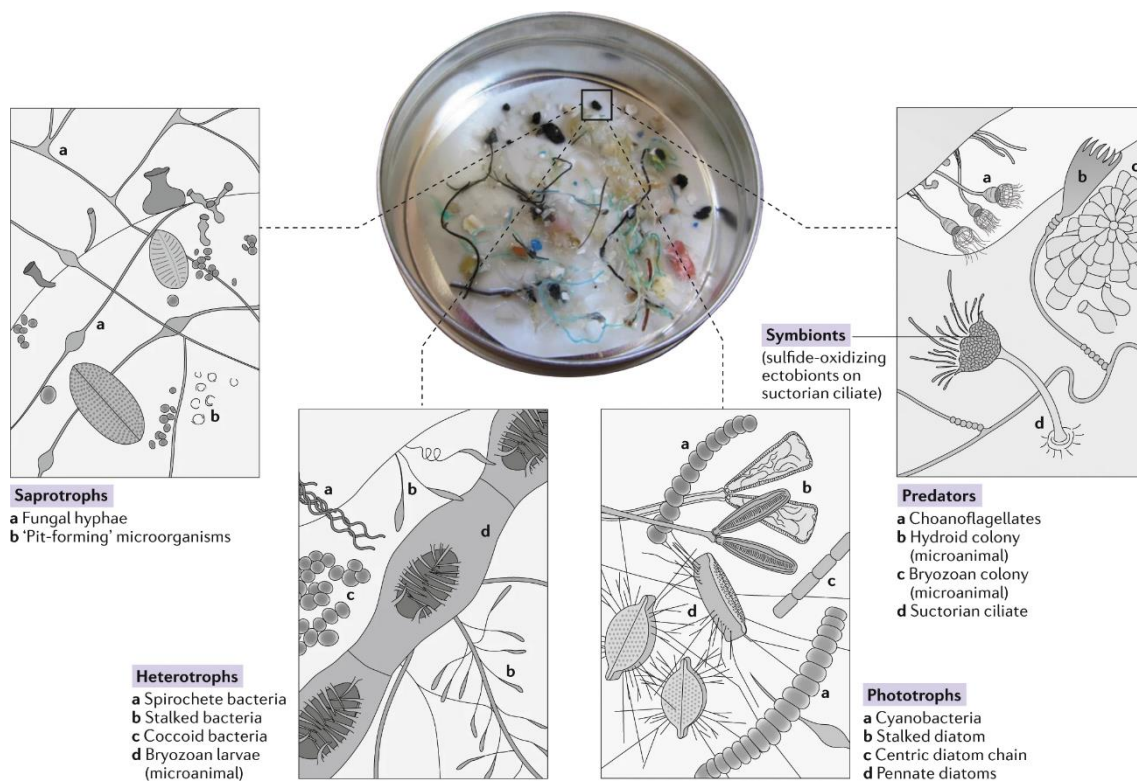 a
a
b
Saprotrophs
a Fungal hyphae
b ‘Pit-forming’ microorganisms
a
b
c
d
b
Heterotrophs
a Spirochete bacteria
b Stalked bacteria
c Coccoid bacteria
d Bryozoan larvae
(microanimal)
a
b
c
d
a
Phototrophs
a Cyanobacteria
b Stalked diatom
c Centric diatom chain
d Pennate diatoms
Symbionts
(sulfide-oxidizing
ectobionts on
suctorian ciliate)
a
b
c
d
Predators
a Choanoflagellates
b Hydroid colony
(microanimal)
c Bryozoan colony
(microanimal)
d Suctorian ciliate